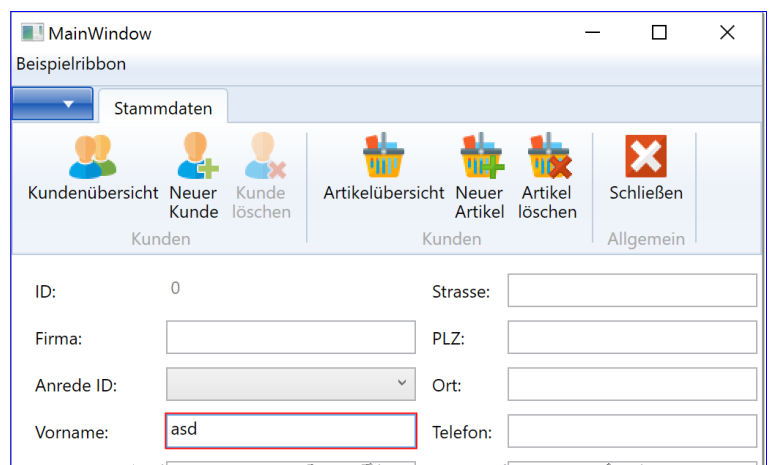 MainWindow
Beispielribbon
Stammdaten
Kundenübersicht Neuer Kunde Artikelübersicht Neuer Artikel Schließen
Kunde löschen Artikel löschen
Kunden Kunden Allgemein
ID: 0 Strasse:
Firma: PLZ:
Anrede ID: Ort:
Vorname: asd Telefon: